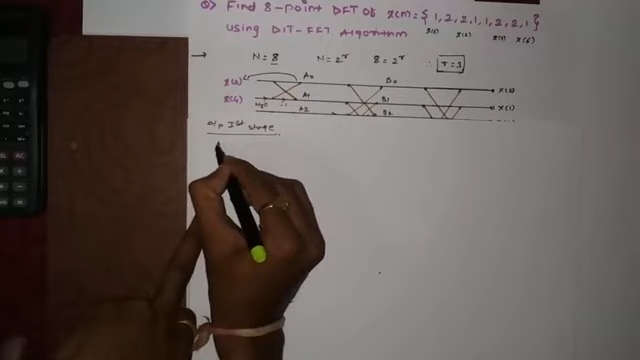 Q) Find 8-point DFT of x(n) = { 1, 2, 2, 1, 1, 2, 2, 1 }
using DIT-FFT Algorithm
→ N = 8 N = 2^r 8 = 2^r ∴ r = 3
x(0) A0 B0 X(0)
x(4) A1 B1 X(1)
A2 B2
o/p Ist stage